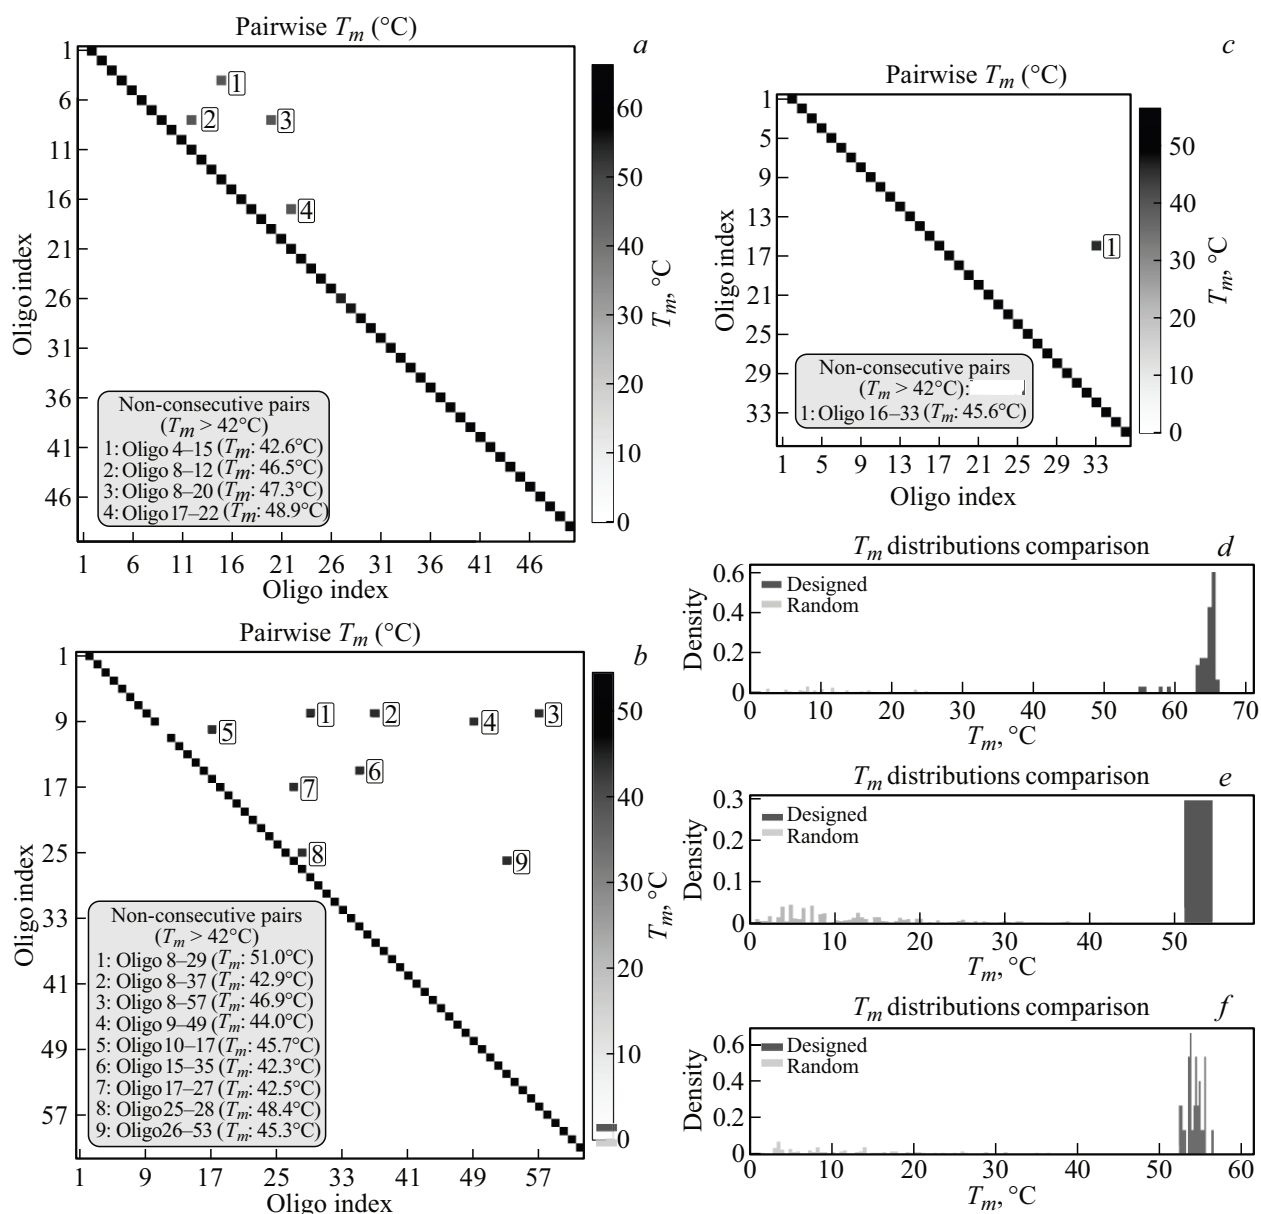 Pairwise Tm (°C)
a
1
6
11
16
21
26
31
36
41
46
Oligo index
1
2
3
4
Non-consecutive pairs
(Tm > 42°C)
1: Oligo 4–15 (Tm: 42.6°C)
2: Oligo 8–12 (Tm: 46.5°C)
3: Oligo 8–20 (Tm: 47.3°C)
4: Oligo 17–22 (Tm: 48.9°C)
1 6 11 16 21 26 31 36 41 46
Oligo index
60
50
40
30
20
10
0
Tm, °C
Pairwise Tm (°C)
b
1
9
17
25
33
41
49
57
Oligo index
1
2
3
4
5
6
7
8
9
Non-consecutive pairs
(Tm > 42°C)
1: Oligo 8–29 (Tm: 51.0°C)
2: Oligo 8–37 (Tm: 42.9°C)
3: Oligo 8–57 (Tm: 46.9°C)
4: Oligo 9–49 (Tm: 44.0°C)
5: Oligo 10–17 (Tm: 45.7°C)
6: Oligo 15–35 (Tm: 42.3°C)
7: Oligo 17–27 (Tm: 42.5°C)
8: Oligo 25–28 (Tm: 48.4°C)
9: Oligo 26–53 (Tm: 45.3°C)
1 9 17 25 33 41 49 57
Oligo index
50
40
30
20
10
0
Tm, °C
c
Pairwise Tm (°C)
1
5
9
13
17
21
25
29
33
Oligo index
1
Non-consecutive pairs
(Tm > 42°C):
1: Oligo 16–33 (Tm: 45.6°C)
1 5 9 13 17 21 25 29 33
Oligo index
50
40
30
20
10
0
Tm, °C
Tm distributions comparison
d
0.6
0.4
0.2
0
Density
Designed
Random
0 10 20 30 40 50 60 70
Tm, °C
Tm distributions comparison
e
0.3
0.2
0.1
0
Density
Designed
Random
0 10 20 30 40 50
Tm, °C
Tm distributions comparison
f
0.6
0.4
0.2
0
Density
Designed
Random
0 10 20 30 40 50 60
Tm, °C